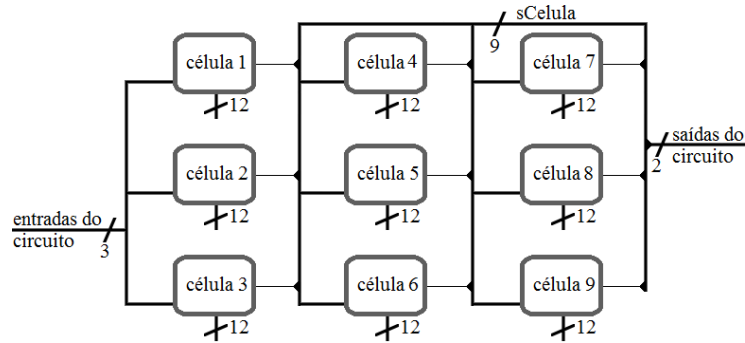 sCelula
9
célula 1
célula 4
célula 7
12
12
12
saídas do
circuito
2
célula 2
célula 5
célula 8
12
12
12
entradas do
circuito
3
célula 3
célula 6
célula 9
12
12
12